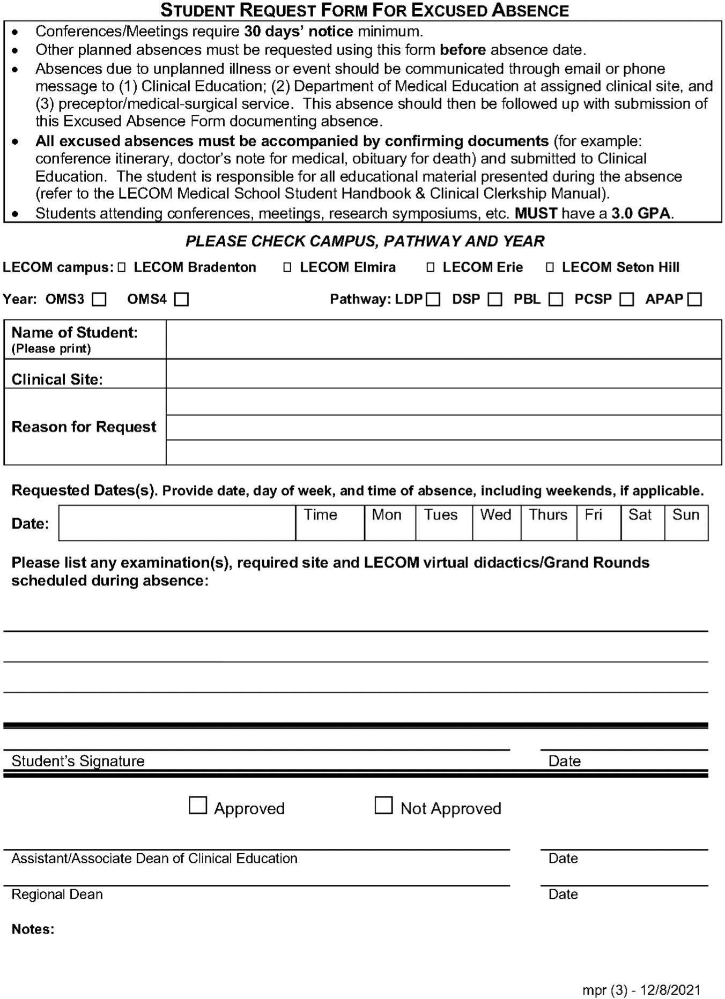 STUDENT REQUEST FORM FOR EXCUSED ABSENCE
• Conferences/Meetings require 30 days' notice minimum.
• Other planned absences must be requested using this form before absence date.
• Absences due to unplanned illness or event should be communicated through email or phone
message to (1) Clinical Education; (2) Department of Medical Education at assigned clinical site, and
(3) preceptor/medical-surgical service. This absence should then be followed up with submission of
this Excused Absence Form documenting absence.
• All excused absences must be accompanied by confirming documents (for example:
conference itinerary, doctor's note for medical, obituary for death) and submitted to Clinical
Education. The student is responsible for all educational material presented during the absence
(refer to the LECOM Medical School Student Handbook & Clinical Clerkship Manual).
• Students attending conferences, meetings, research symposiums, etc. MUST have a 3.0 GPA.
PLEASE CHECK CAMPUS, PATHWAY AND YEAR
LECOM campus: □ LECOM Bradenton □ LECOM Elmira □ LECOM Erie □ LECOM Seton Hill
Year: OMS3 □ OMS4 □ Pathway: LDP □ DSP □ PBL □ PCSP □ APAP □
Name of Student:
(Please print)
Clinical Site:
Reason for Request
Requested Dates(s). Provide date, day of week, and time of absence, including weekends, if applicable.
Date: Time Mon Tues Wed Thurs Fri Sat Sun
Please list any examination(s), required site and LECOM virtual didactics/Grand Rounds
scheduled during absence:
Student's Signature Date
□ Approved □ Not Approved
Assistant/Associate Dean of Clinical Education Date
Regional Dean Date
Notes:
mpr (3) - 12/8/2021